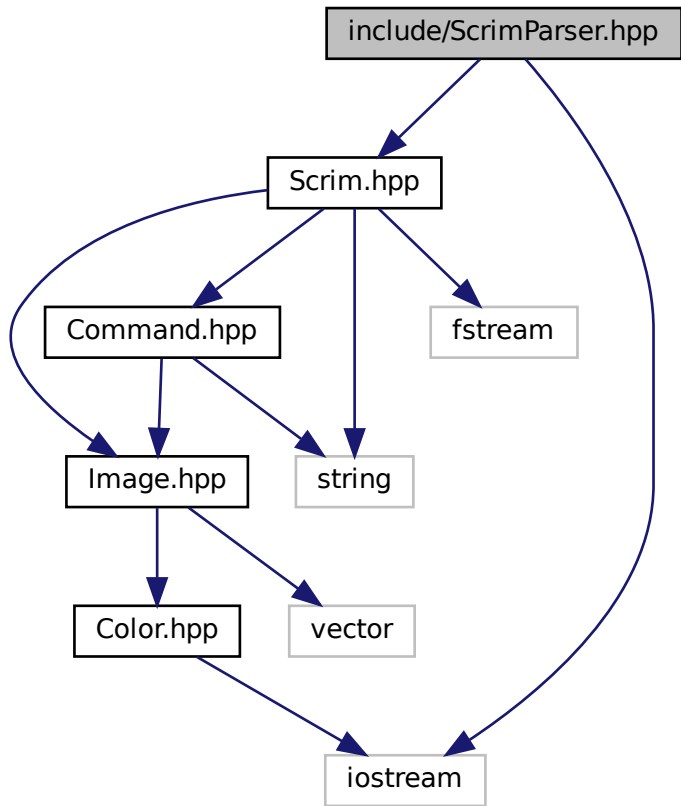 include/ScrimParser.hpp
Scrim.hpp
Command.hpp
fstream
Image.hpp
string
Color.hpp
vector
iostream